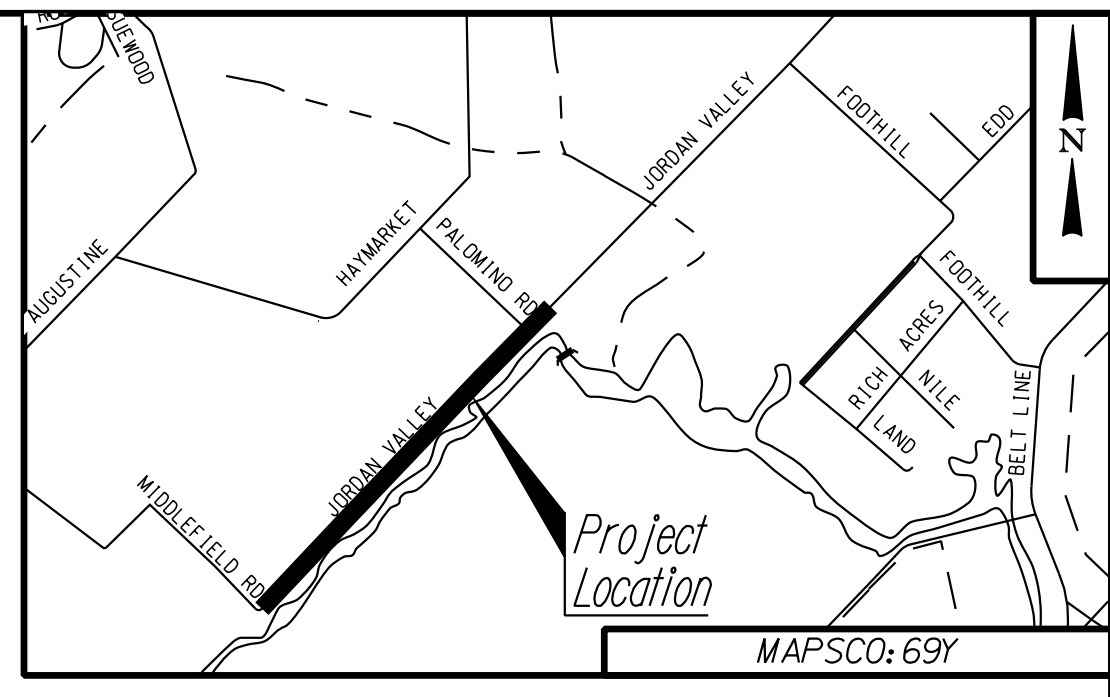 SUEWOOD
AUGUSTINE
HAYMARKET
PALOMINO RD
JORDAN VALLEY
FOOTHILL
EDD
N
FOOTHILL
ACRES
RICH
NILE
LAND
BELT LINE
JORDAN VALLEY
MIDDLEFIELD RD
Project
Location
MAPSCO: 69Y